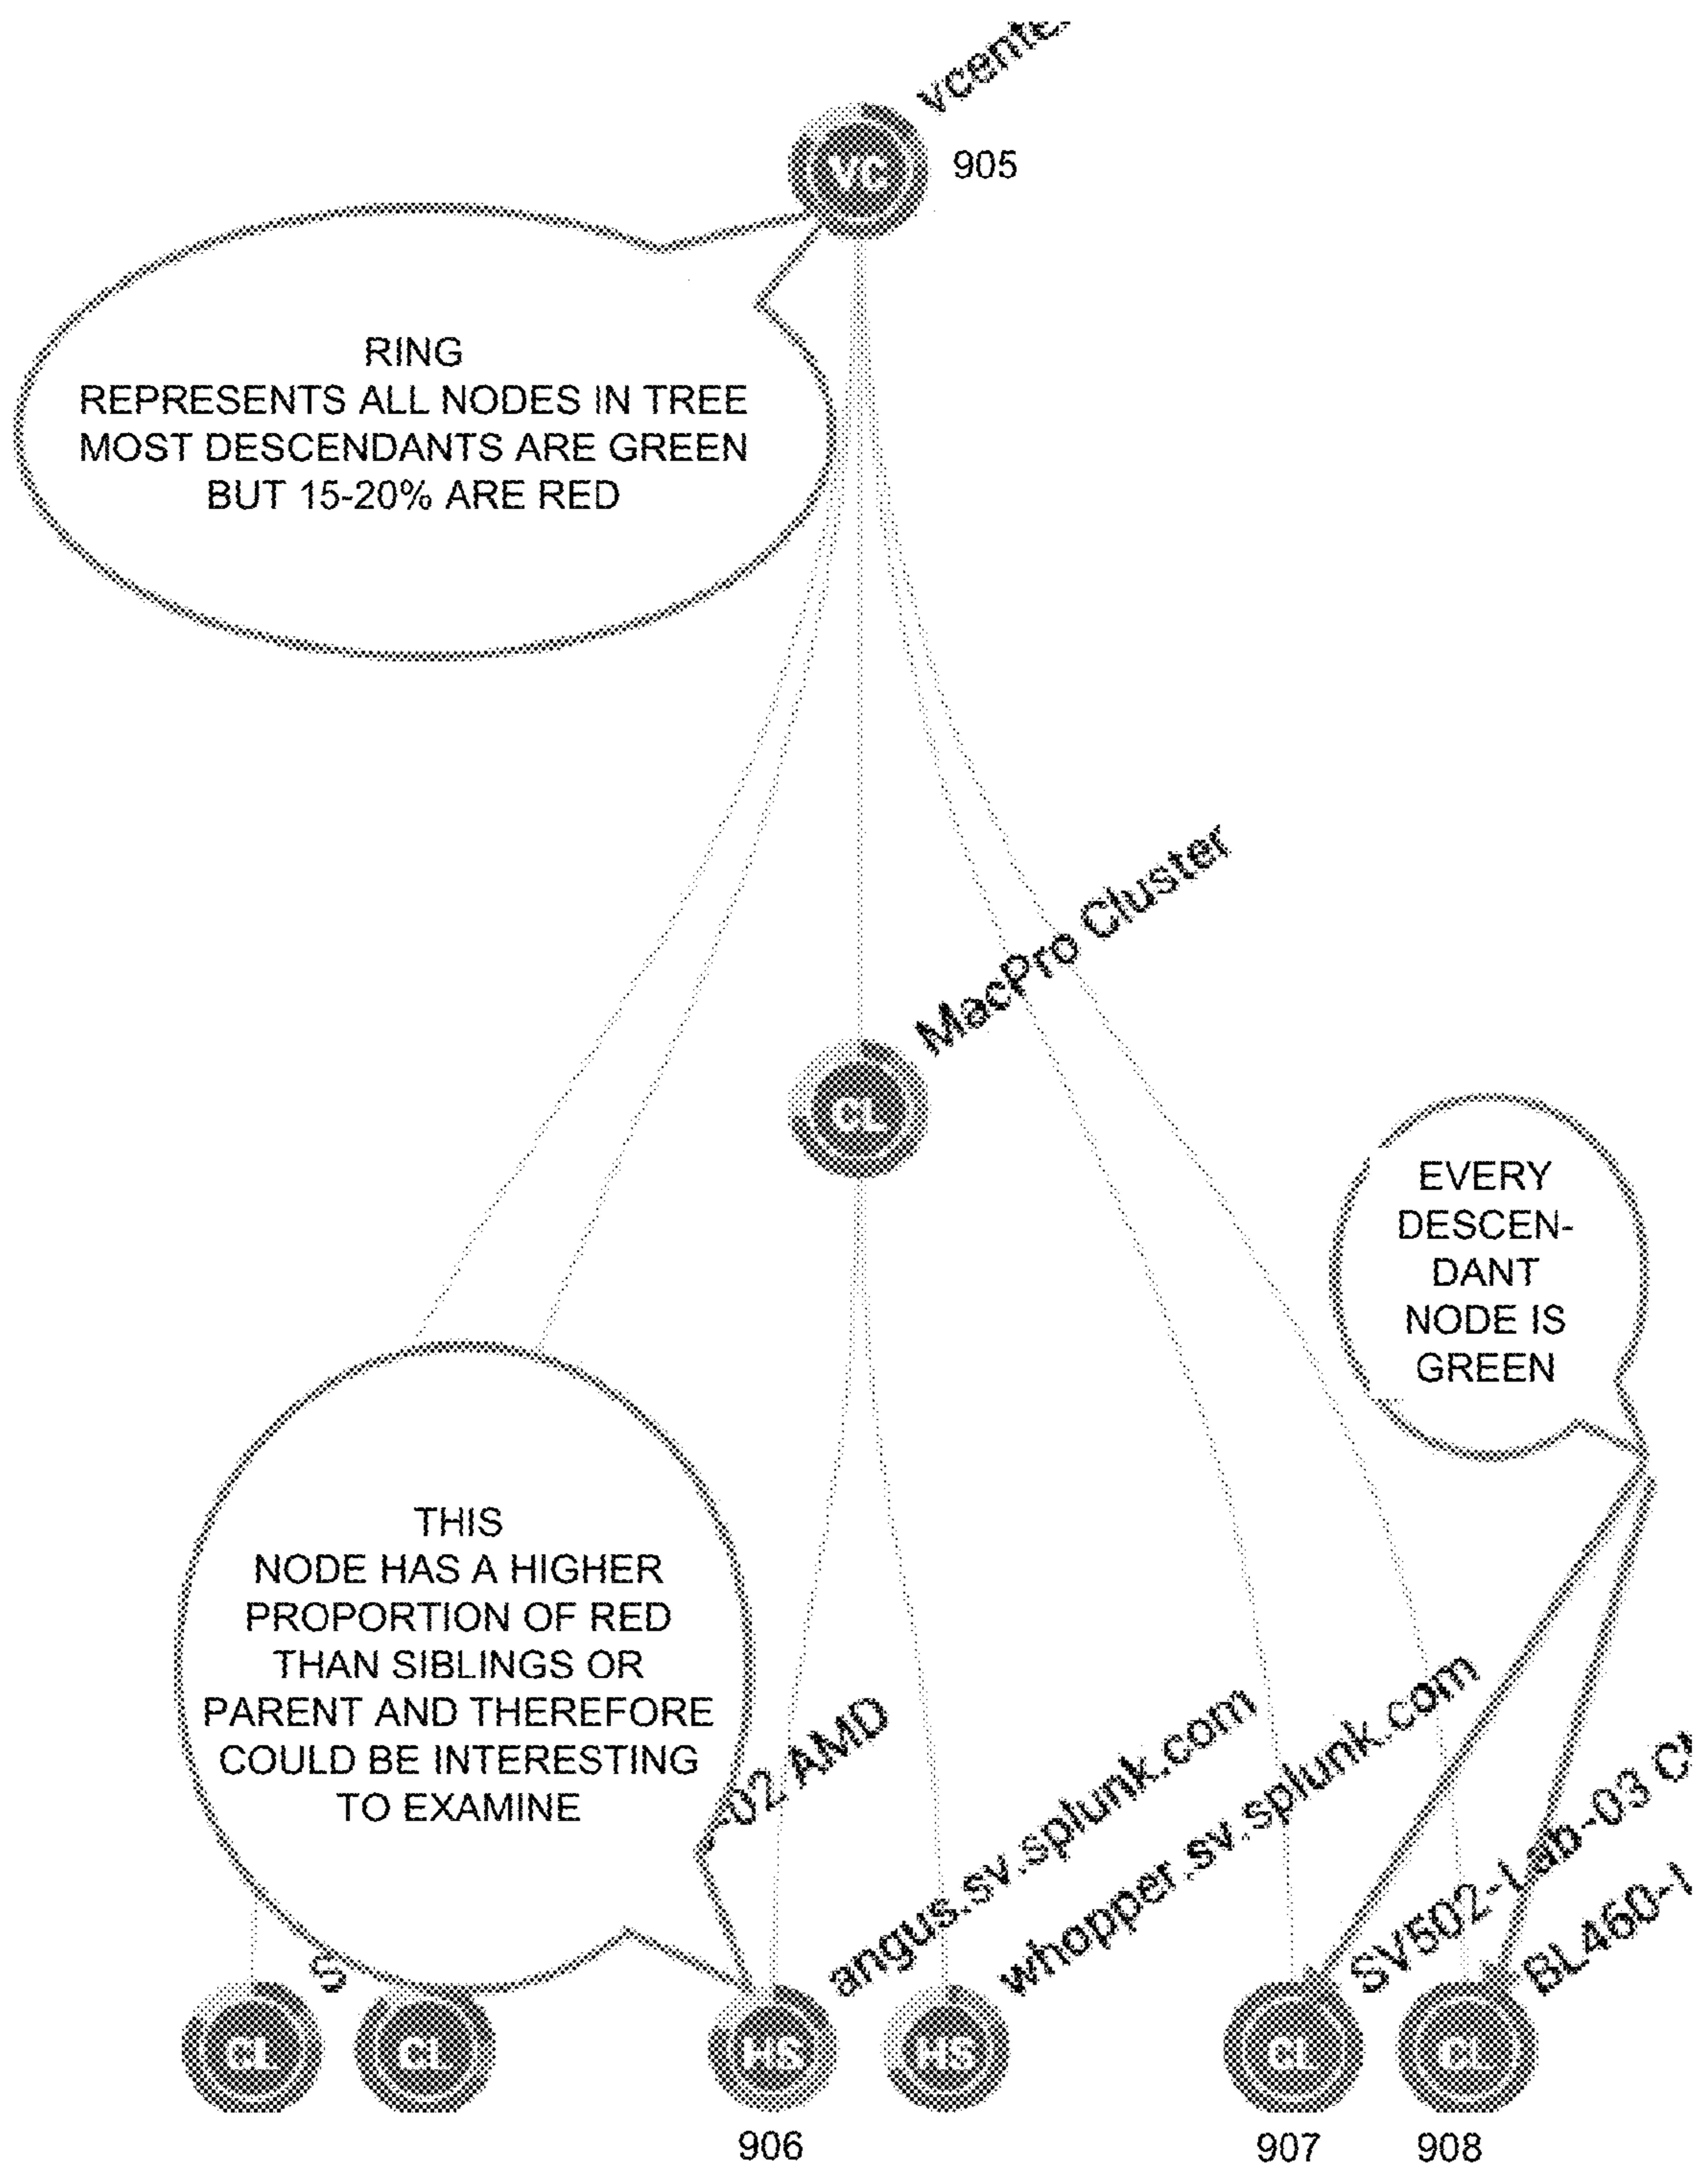 vcente
VC
905
RING
REPRESENTS ALL NODES IN TREE
MOST DESCENDANTS ARE GREEN
BUT 15-20% ARE RED
MacPro Cluster
CL
EVERY
DESCEN-
DANT
NODE IS
GREEN
THIS
NODE HAS A HIGHER
PROPORTION OF RED
THAN SIBLINGS OR
PARENT AND THEREFORE
COULD BE INTERESTING
TO EXAMINE
-02 AMD
angus.sv.splunk.com
whopper.sv.splunk.com
SV502-Lab-03 Cl
BL460-
S
CL
CL
HS
HS
CL
CL
906
907
908